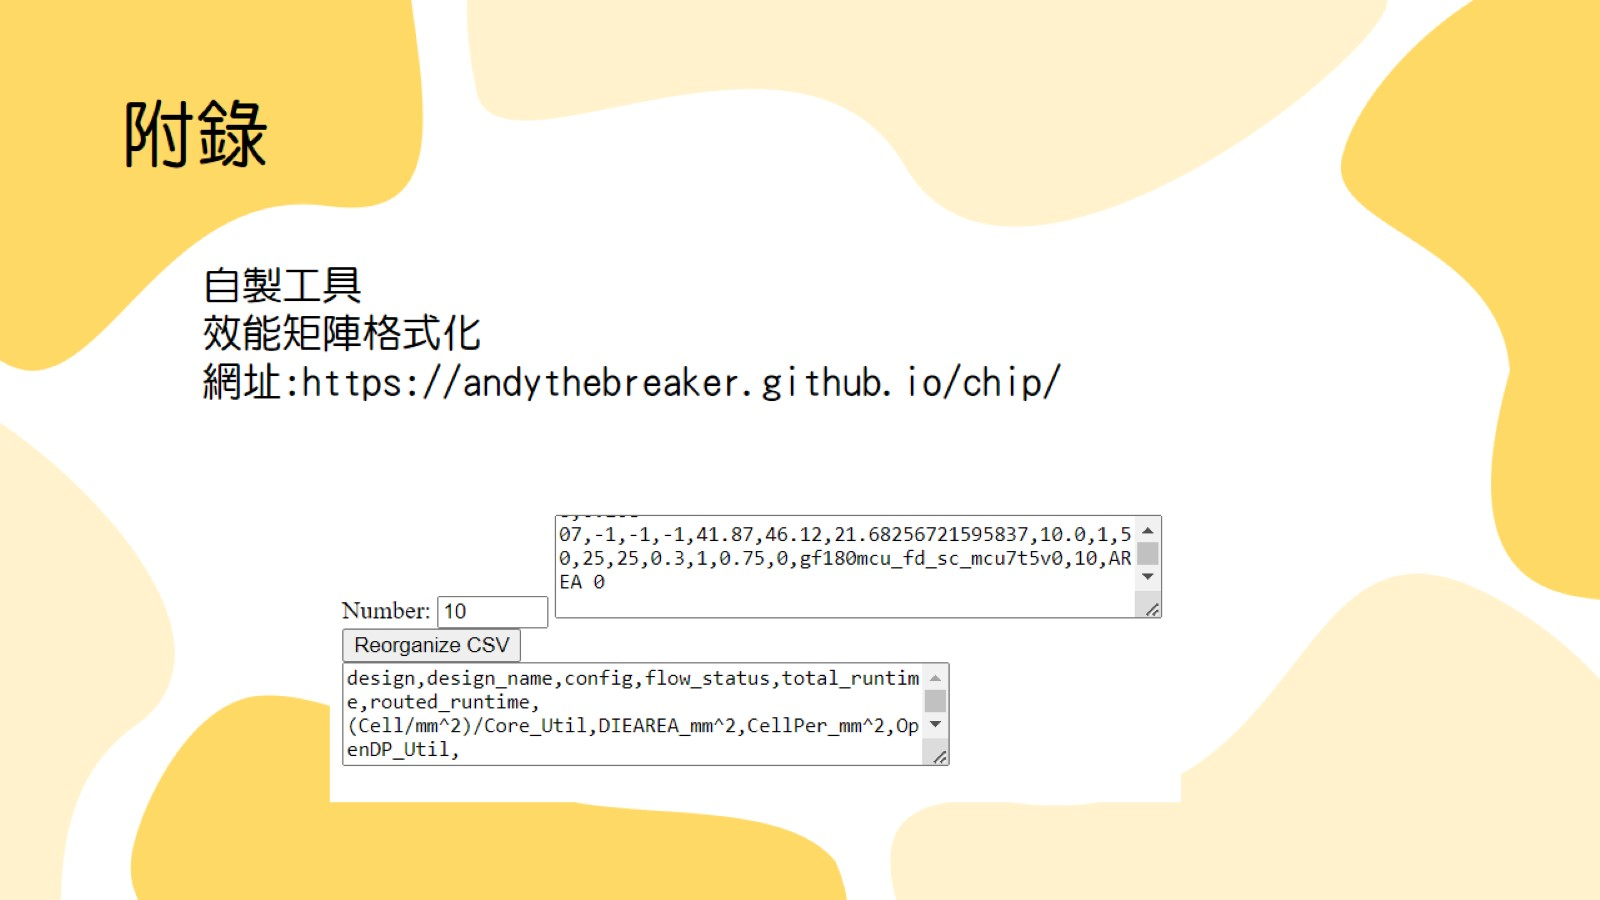 附錄
自製工具
效能矩陣格式化
網址:https://andythebreaker.github.io/chip/
07,-1,-1,-1,41.87,46.12,21.68256721595837,10.0,1,5
0,25,25,0.3,1,0.75,0,gf180mcu_fd_sc_mcu7t5v0,10,AR
EA 0
Number: 10
Reorganize CSV
design,design_name,config,flow_status,total_runtim
e,routed_runtime,
(Cell/mm^2)/Core_Util,DIEAREA_mm^2,CellPer_mm^2,Op
enDP_Util,